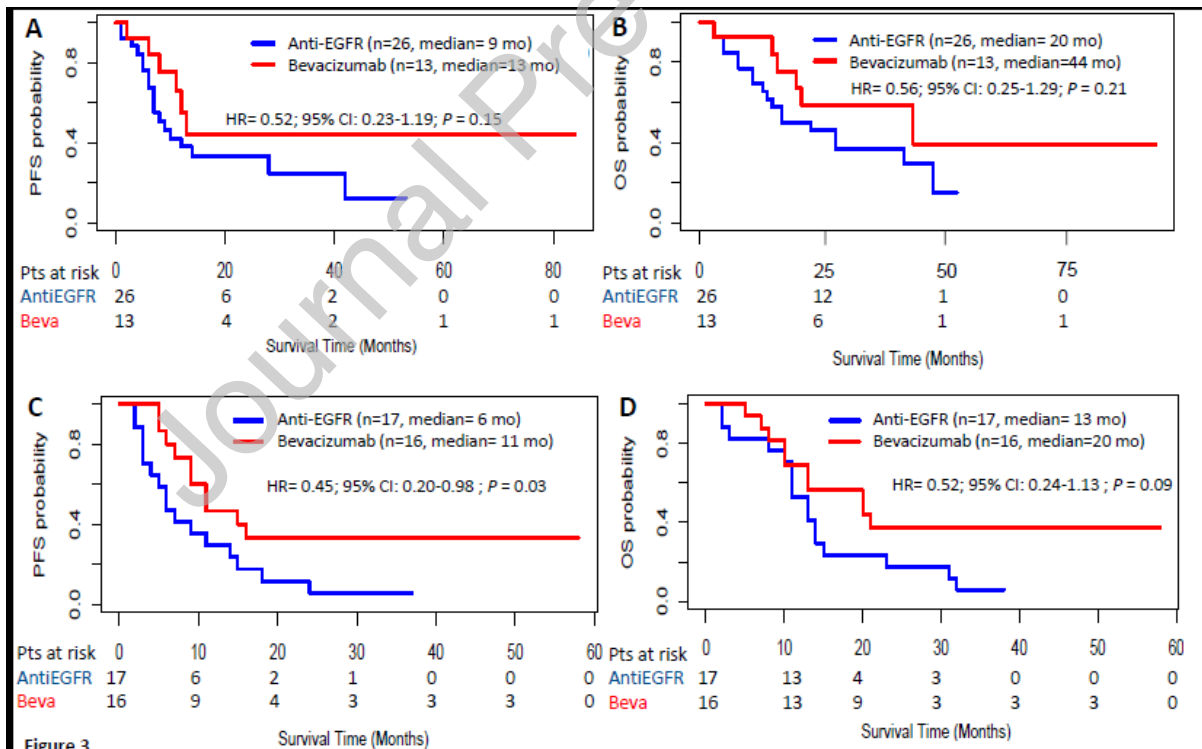 A
Anti-EGFR (n=26, median= 9 mo)
Bevacizumab (n=13, median=13 mo)
HR= 0.52; 95% CI: 0.23-1.19; P = 0.15
PFS probability
0.8
0.4
0.0
Pts at risk 0 20 40 60 80
AntiEGFR 26 6 2 0 0
Beva 13 4 2 1 1
Survival Time (Months)
B
Anti-EGFR (n=26, median= 20 mo)
Bevacizumab (n=13, median=44 mo)
HR= 0.56; 95% CI: 0.25-1.29; P = 0.21
OS probability
0.8
0.4
0.0
Pts at risk 0 25 50 75
AntiEGFR 26 12 1 0
Beva 13 6 1 1
Survival Time (Months)
C
Anti-EGFR (n=17, median= 6 mo)
Bevacizumab (n=16, median= 11 mo)
HR= 0.45; 95% CI: 0.20-0.98 ; P = 0.03
PFS probability
0.8
0.4
0.0
Pts at risk 0 10 20 30 40 50 60
AntiEGFR 17 6 2 1 0 0 0
Beva 16 9 4 3 3 3 0
Survival Time (Months)
D
Anti-EGFR (n=17, median= 13 mo)
Bevacizumab (n=16, median=20 mo)
HR= 0.52; 95% CI: 0.24-1.13 ; P = 0.09
OS probability
0.8
0.4
0.0
Pts at risk 0 10 20 30 40 50 60
AntiEGFR 17 13 4 3 0 0 0
Beva 16 13 9 3 3 3 0
Survival Time (Months)
Figure 3
Journal Pre